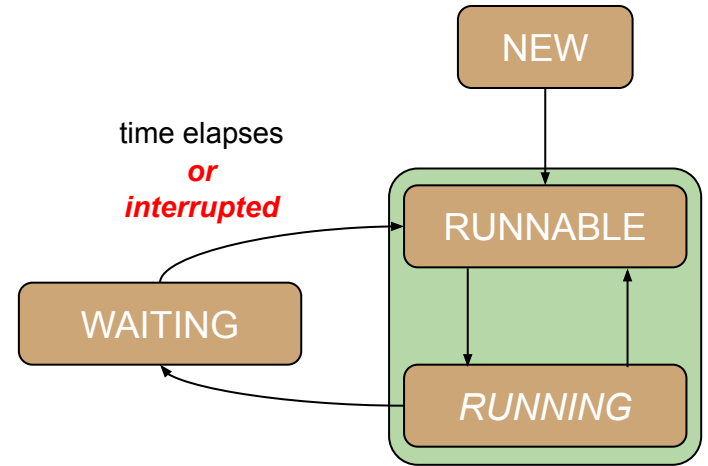 NEW
time elapses
or
interrupted
RUNNABLE
WAITING
RUNNING